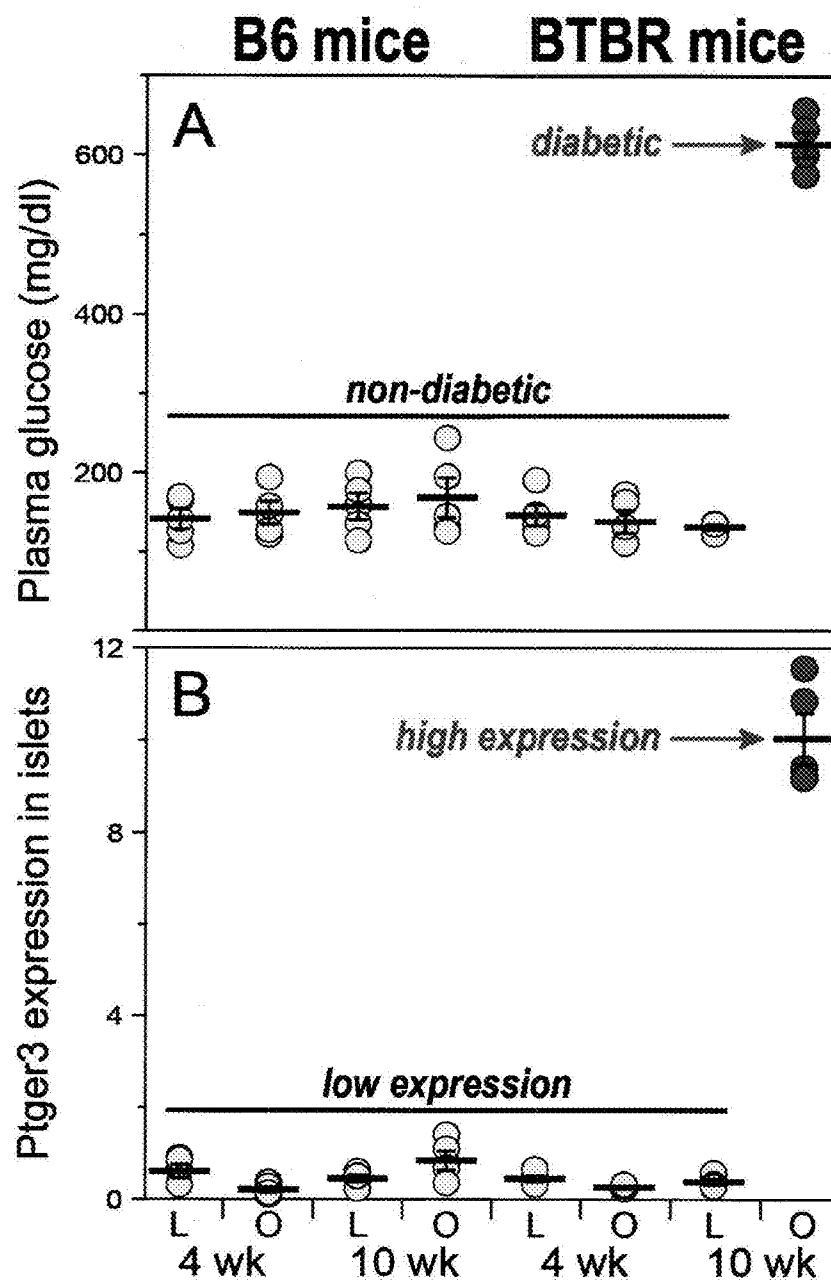 B6 mice BTBR mice
A
diabetic
600
400
200
non-diabetic
Plasma glucose (mg/dl)
B
12
8
4
0
high expression
low expression
Ptger3 expression in islets
L O L O L O L O
4 wk 10 wk 4 wk 10 wk